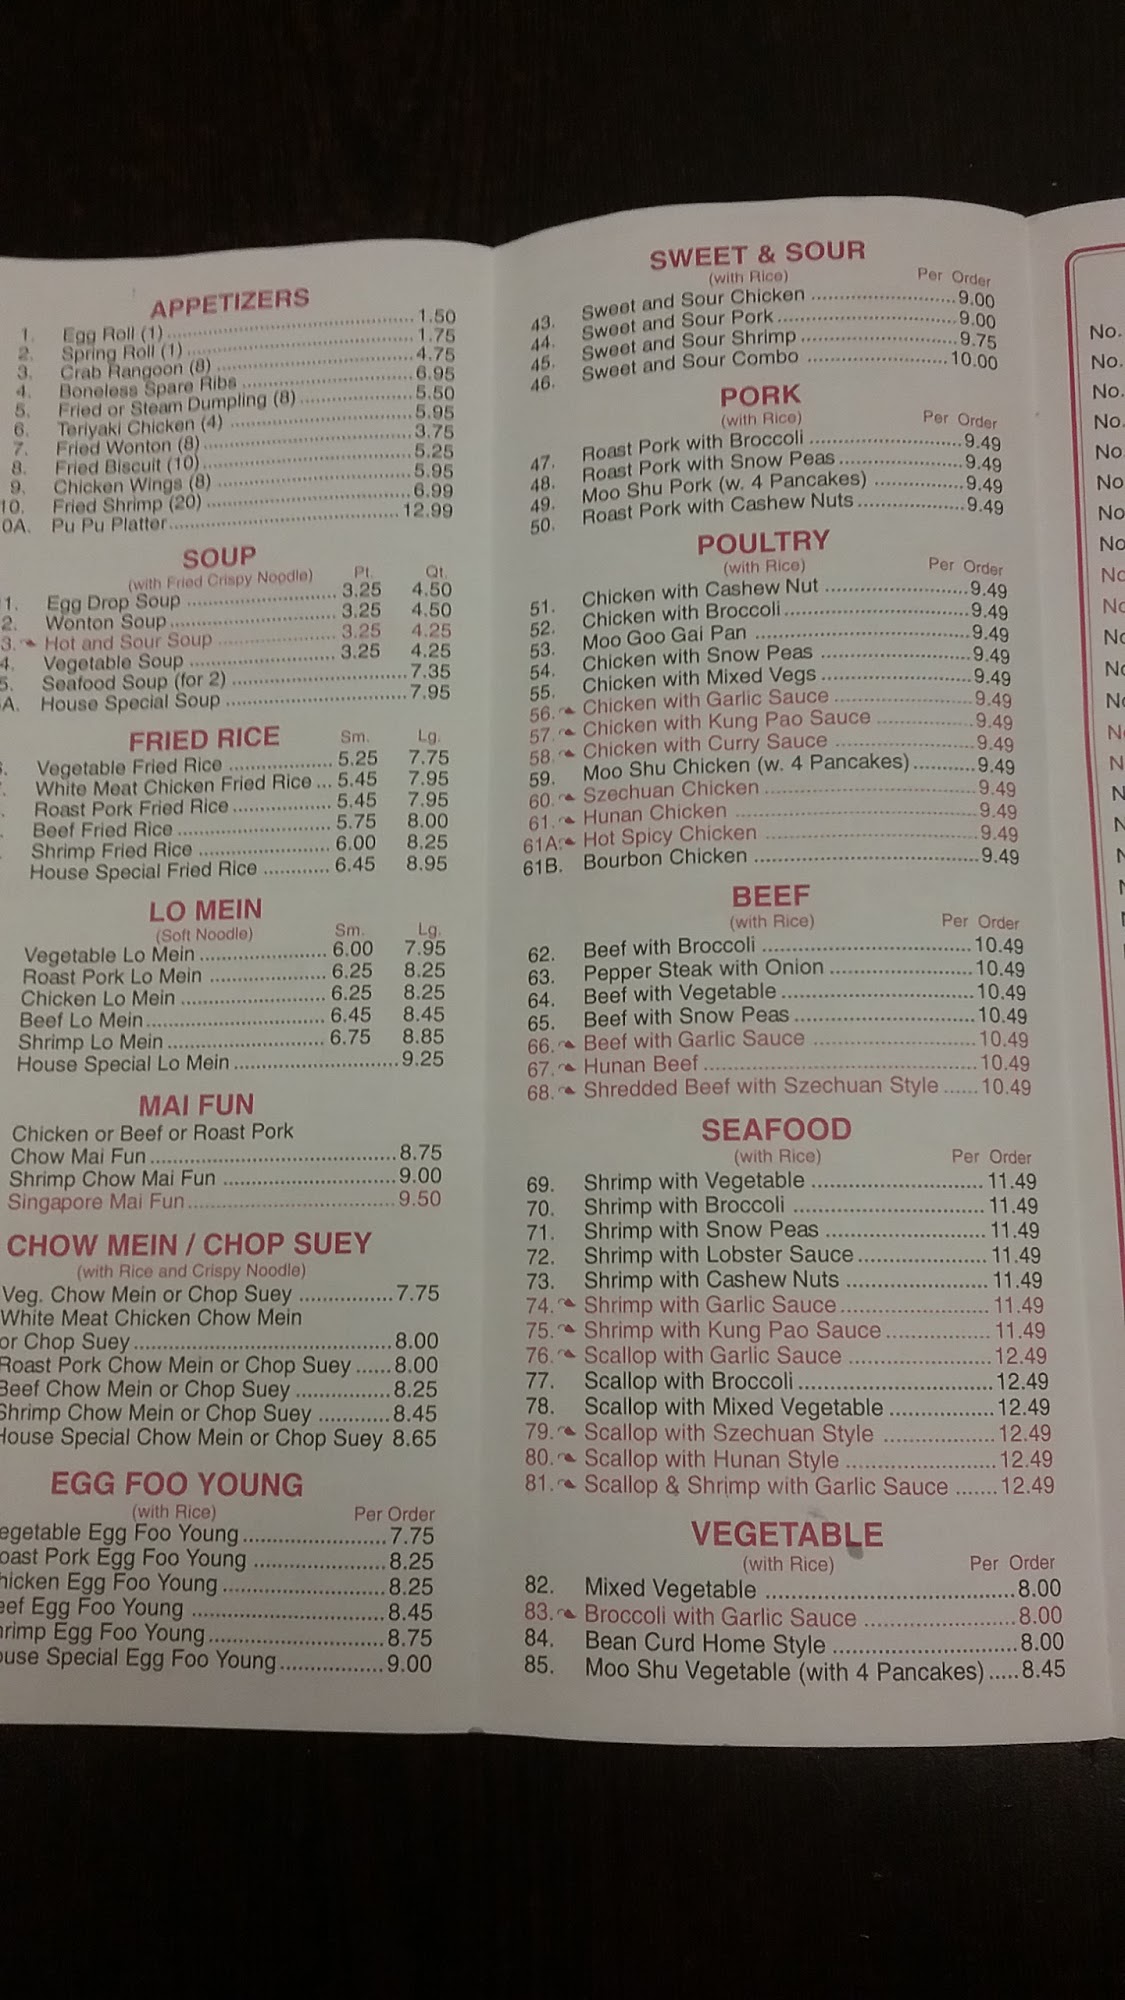 APPETIZERS
1. Egg Roll (1) 1.50
2. Spring Roll (1) 1.75
3. Crab Rangoon (8) 4.75
4. Boneless Spare Ribs 6.95
5. Fried or Steam Dumpling (8) 5.50
6. Teriyaki Chicken (4) 5.95
7. Fried Wonton (8) 3.75
8. Fried Biscuit (10) 5.25
9. Chicken Wings (8) 5.95
10. Fried Shrimp (20) 6.99
0A. Pu Pu Platter 12.99
SOUP
(with Fried Crispy Noodle) Pt. Qt.
1. Egg Drop Soup 3.25 4.50
2. Wonton Soup 3.25 4.50
3. Hot and Sour Soup 3.25 4.25
4. Vegetable Soup 3.25 4.25
5. Seafood Soup (for 2) 7.35
A. House Special Soup 7.95
FRIED RICE Sm. Lg.
Vegetable Fried Rice 5.25 7.75
White Meat Chicken Fried Rice 5.45 7.95
Roast Pork Fried Rice 5.45 7.95
Beef Fried Rice 5.75 8.00
Shrimp Fried Rice 6.00 8.25
House Special Fried Rice 6.45 8.95
LO MEIN
(Soft Noodle) Sm. Lg.
Vegetable Lo Mein 6.00 7.95
Roast Pork Lo Mein 6.25 8.25
Chicken Lo Mein 6.25 8.25
Beef Lo Mein 6.45 8.45
Shrimp Lo Mein 6.75 8.85
House Special Lo Mein 9.25
MAI FUN
Chicken or Beef or Roast Pork
Chow Mai Fun 8.75
Shrimp Chow Mai Fun 9.00
Singapore Mai Fun 9.50
CHOW MEIN / CHOP SUEY
(with Rice and Crispy Noodle)
Veg. Chow Mein or Chop Suey 7.75
White Meat Chicken Chow Mein
or Chop Suey 8.00
Roast Pork Chow Mein or Chop Suey 8.00
Beef Chow Mein or Chop Suey 8.25
Shrimp Chow Mein or Chop Suey 8.45
House Special Chow Mein or Chop Suey 8.65
EGG FOO YOUNG
(with Rice) Per Order
egetable Egg Foo Young 7.75
oast Pork Egg Foo Young 8.25
hicken Egg Foo Young 8.25
eef Egg Foo Young 8.45
rimp Egg Foo Young 8.75
ouse Special Egg Foo Young 9.00
SWEET & SOUR
(with Rice) Per Order
43. Sweet and Sour Chicken 9.00
44. Sweet and Sour Pork 9.00
45. Sweet and Sour Shrimp 9.75
46. Sweet and Sour Combo 10.00
PORK
(with Rice) Per Order
47. Roast Pork with Broccoli 9.49
48. Roast Pork with Snow Peas 9.49
49. Moo Shu Pork (w. 4 Pancakes) 9.49
50. Roast Pork with Cashew Nuts 9.49
POULTRY
(with Rice) Per Order
51. Chicken with Cashew Nut 9.49
52. Chicken with Broccoli 9.49
53. Moo Goo Gai Pan 9.49
54. Chicken with Snow Peas 9.49
55. Chicken with Mixed Vegs 9.49
56. Chicken with Garlic Sauce 9.49
57. Chicken with Kung Pao Sauce 9.49
58. Chicken with Curry Sauce 9.49
59. Moo Shu Chicken (w. 4 Pancakes) 9.49
60. Szechuan Chicken 9.49
61. Hunan Chicken 9.49
61A. Hot Spicy Chicken 9.49
61B. Bourbon Chicken 9.49
BEEF
(with Rice) Per Order
62. Beef with Broccoli 10.49
63. Pepper Steak with Onion 10.49
64. Beef with Vegetable 10.49
65. Beef with Snow Peas 10.49
66. Beef with Garlic Sauce 10.49
67. Hunan Beef 10.49
68. Shredded Beef with Szechuan Style 10.49
SEAFOOD
(with Rice) Per Order
69. Shrimp with Vegetable 11.49
70. Shrimp with Broccoli 11.49
71. Shrimp with Snow Peas 11.49
72. Shrimp with Lobster Sauce 11.49
73. Shrimp with Cashew Nuts 11.49
74. Shrimp with Garlic Sauce 11.49
75. Shrimp with Kung Pao Sauce 11.49
76. Scallop with Garlic Sauce 12.49
77. Scallop with Broccoli 12.49
78. Scallop with Mixed Vegetable 12.49
79. Scallop with Szechuan Style 12.49
80. Scallop with Hunan Style 12.49
81. Scallop & Shrimp with Garlic Sauce 12.49
VEGETABLE
(with Rice) Per Order
82. Mixed Vegetable 8.00
83. Broccoli with Garlic Sauce 8.00
84. Bean Curd Home Style 8.00
85. Moo Shu Vegetable (with 4 Pancakes) 8.45
No.
No.
No.
No.
No
No
No
No
No
No
No
No
No